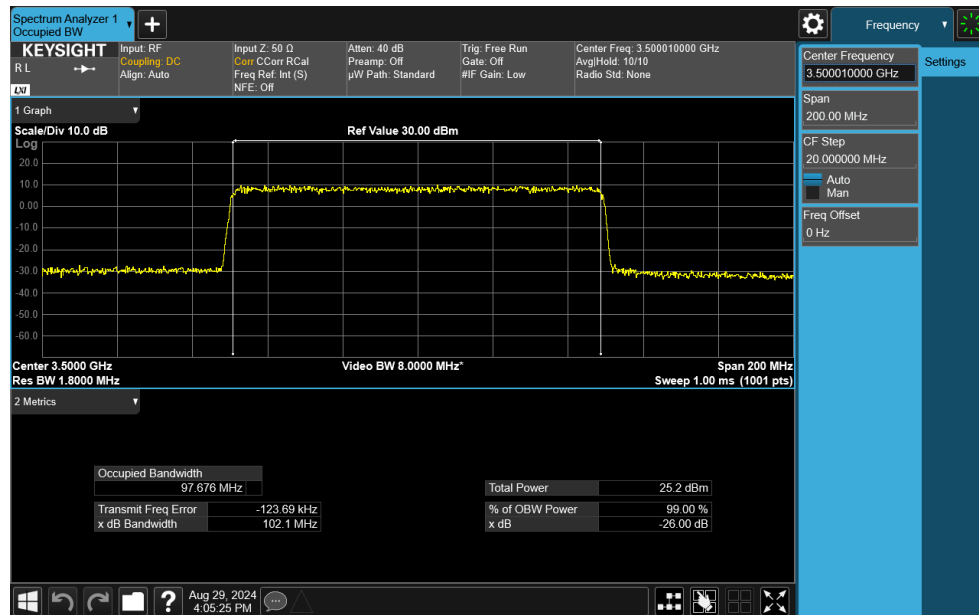 Spectrum Analyzer 1
Occupied BW
Frequency
KEYSIGHT
R L
LXI
Input: RF
Coupling: DC
Align: Auto
Input Z: 50 Ω
Corr CCorr RCal
Freq Ref: Int (S)
NFE: Off
Atten: 40 dB
Preamp: Off
µW Path: Standard
Trig: Free Run
Gate: Off
#IF Gain: Low
Center Freq: 3.500010000 GHz
Avg|Hold: 10/10
Radio Std: None
Center Frequency
3.500010000 GHz
Settings
Span
200.00 MHz
CF Step
20.000000 MHz
Auto
Man
Freq Offset
0 Hz
1 Graph
Scale/Div 10.0 dB
Ref Value 30.00 dBm
Log
20.0
10.0
0.00
-10.0
-20.0
-30.0
-40.0
-50.0
-60.0
Center 3.5000 GHz
Video BW 8.0000 MHz*
Span 200 MHz
Res BW 1.8000 MHz
Sweep 1.00 ms (1001 pts)
2 Metrics
Occupied Bandwidth
97.676 MHz
Total Power 25.2 dBm
Transmit Freq Error -123.69 kHz
% of OBW Power 99.00 %
x dB Bandwidth 102.1 MHz
x dB -26.00 dB
?
Aug 29, 2024
4:05:25 PM